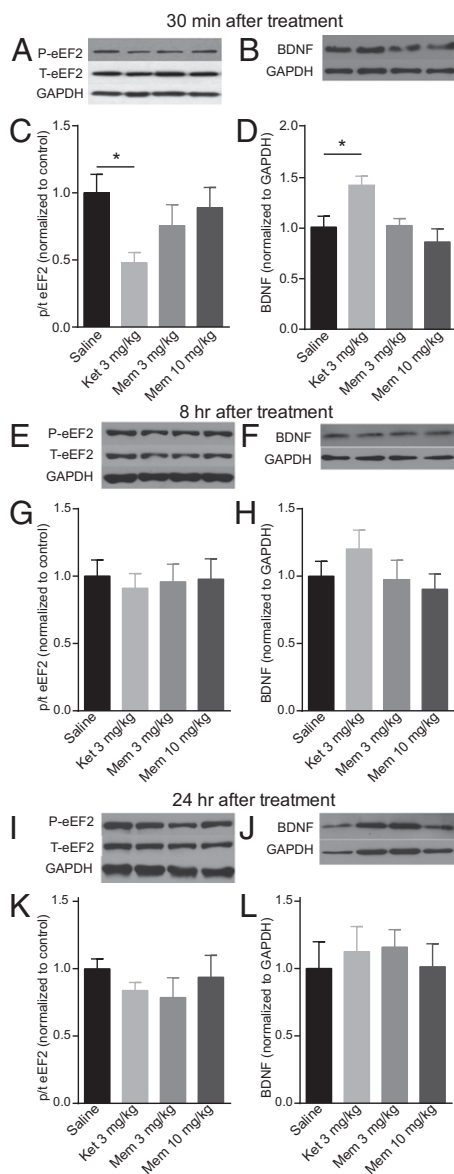 30 min after treatment
A
P-eEF2
T-eEF2
GAPDH
B
BDNF
GAPDH
C
p/t eEF2 (normalized to control)
1.5
1.0
0.5
0.0
*
Saline
Ket 3 mg/kg
Mem 3 mg/kg
Mem 10 mg/kg
D
BDNF (normalized to GAPDH)
2.0
1.5
1.0
0.5
0.0
*
Saline
Ket 3 mg/kg
Mem 3 mg/kg
Mem 10 mg/kg
8 hr after treatment
E
P-eEF2
T-eEF2
GAPDH
F
BDNF
GAPDH
G
p/t eEF2 (normalized to control)
1.5
1.0
0.5
0.0
Saline
Ket 3 mg/kg
Mem 3 mg/kg
Mem 10 mg/kg
H
BDNF (normalized to GAPDH)
1.5
1.0
0.5
0.0
Saline
Ket 3 mg/kg
Mem 3 mg/kg
Mem 10 mg/kg
24 hr after treatment
I
P-eEF2
T-eEF2
GAPDH
J
BDNF
GAPDH
K
p/t eEF2 (normalized to control)
1.5
1.0
0.5
0.0
Saline
Ket 3 mg/kg
Mem 3 mg/kg
Mem 10 mg/kg
L
BDNF (normalized to GAPDH)
1.5
1.0
0.5
0.0
Saline
Ket 3 mg/kg
Mem 3 mg/kg
Mem 10 mg/kg